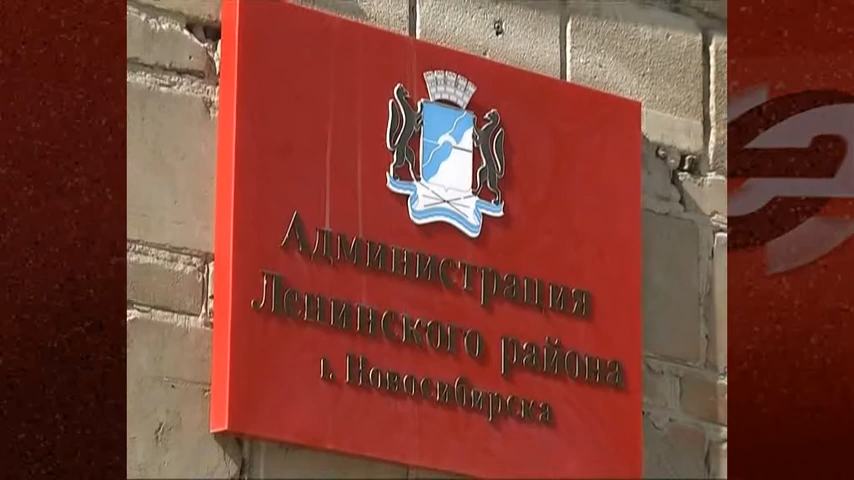 Администрация
Ленинского района
г. Новосибирска